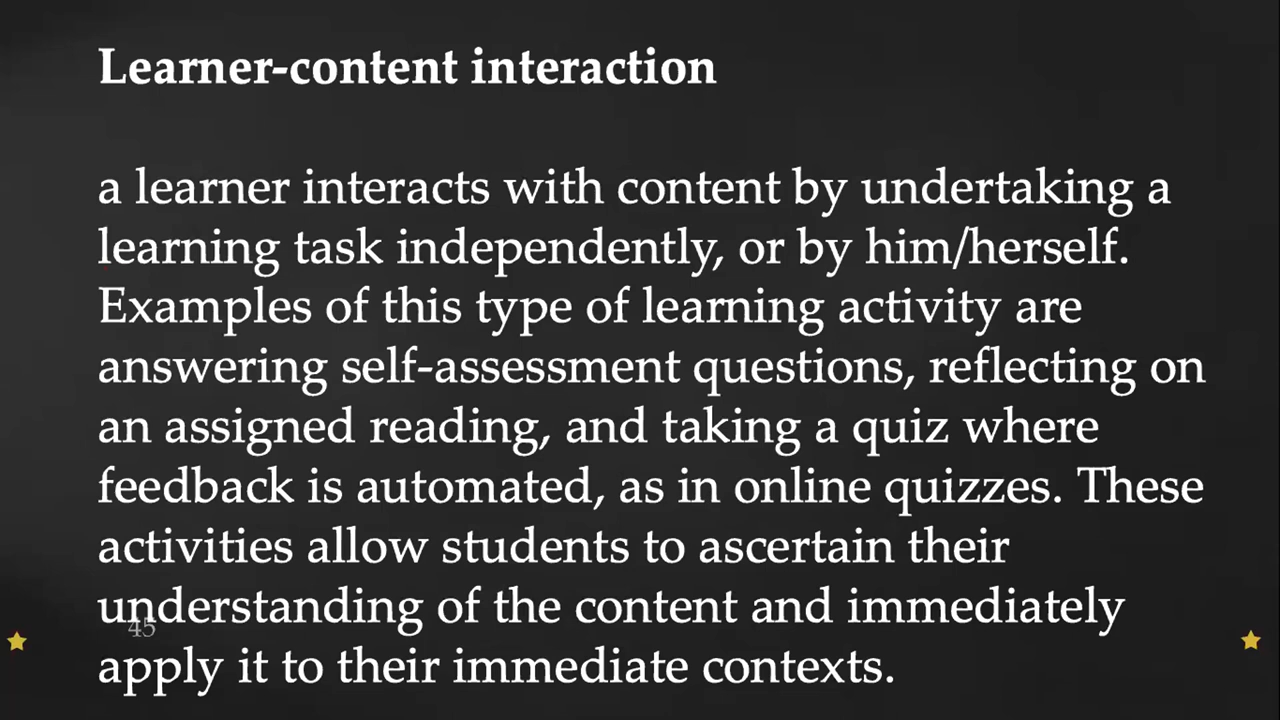 Learner-content interaction
a learner interacts with content by undertaking a
learning task independently, or by him/herself.
Examples of this type of learning activity are
answering self-assessment questions, reflecting on
an assigned reading, and taking a quiz where
feedback is automated, as in online quizzes. These
activities allow students to ascertain their
understanding of the content and immediately
45
apply it to their immediate contexts.